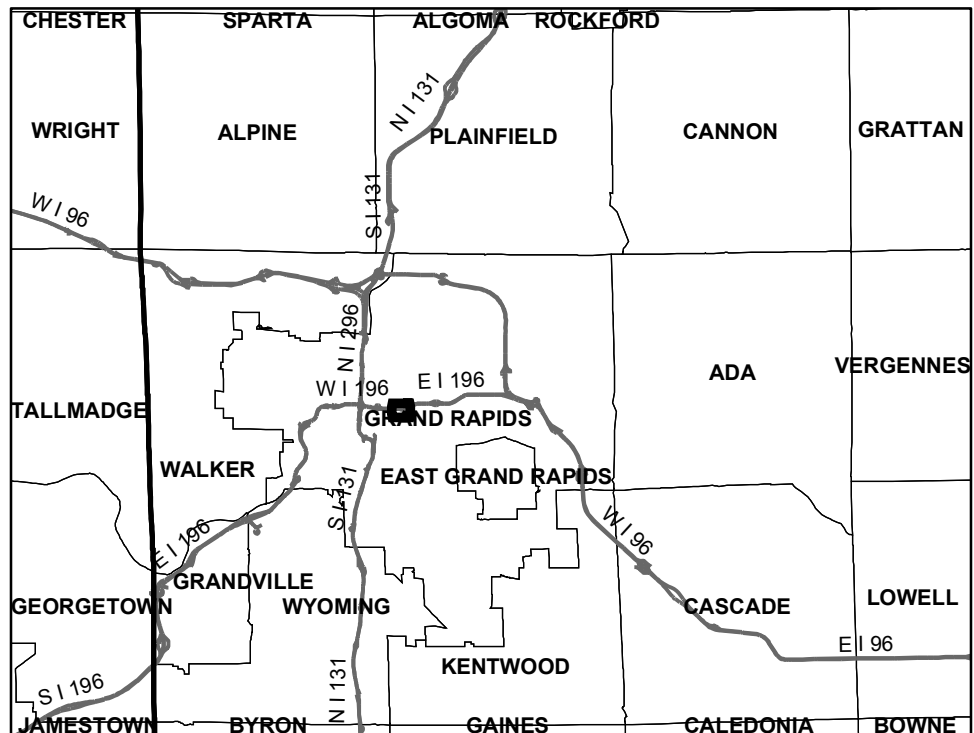 CHESTER SPARTA ALGOMA ROCKFORD
N I 131
WRIGHT ALPINE PLAINFIELD CANNON GRATTAN
S I 131
W I 96
N I 296
VERGENNES
ADA
W I 196 E I 196
TALLMADGE GRAND RAPIDS
WALKER EAST GRAND RAPIDS
S I 131
W I 96
E I 196
GRANDVILLE
GEORGETOWN WYOMING CASCADE LOWELL
E I 96
KENTWOOD
S I 196
N I 131
JAMESTOWN BYRON GAINES CALEDONIA BOWNE